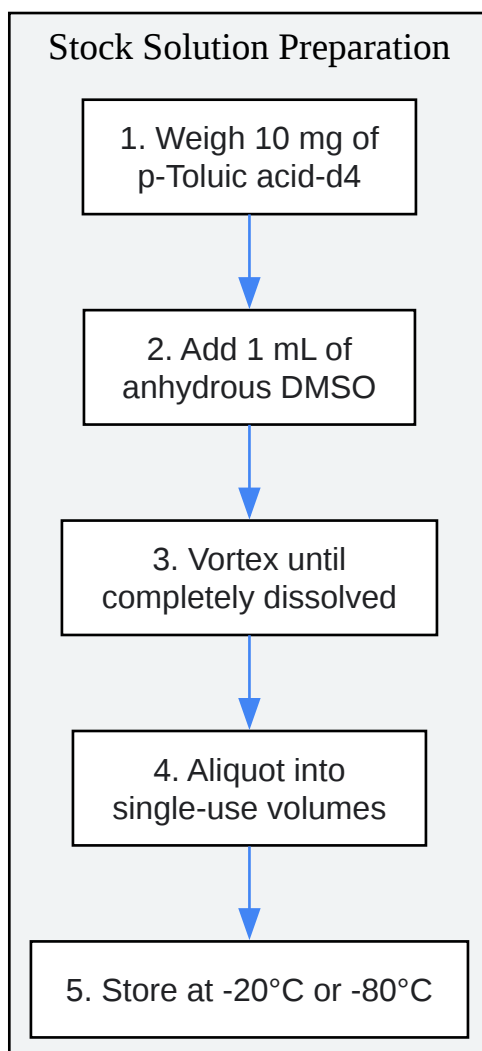 Stock Solution Preparation
1. Weigh 10 mg of
p-Toluic acid-d4
2. Add 1 mL of
anhydrous DMSO
3. Vortex until
completely dissolved
4. Aliquot into
single-use volumes
5. Store at -20°C or -80°C